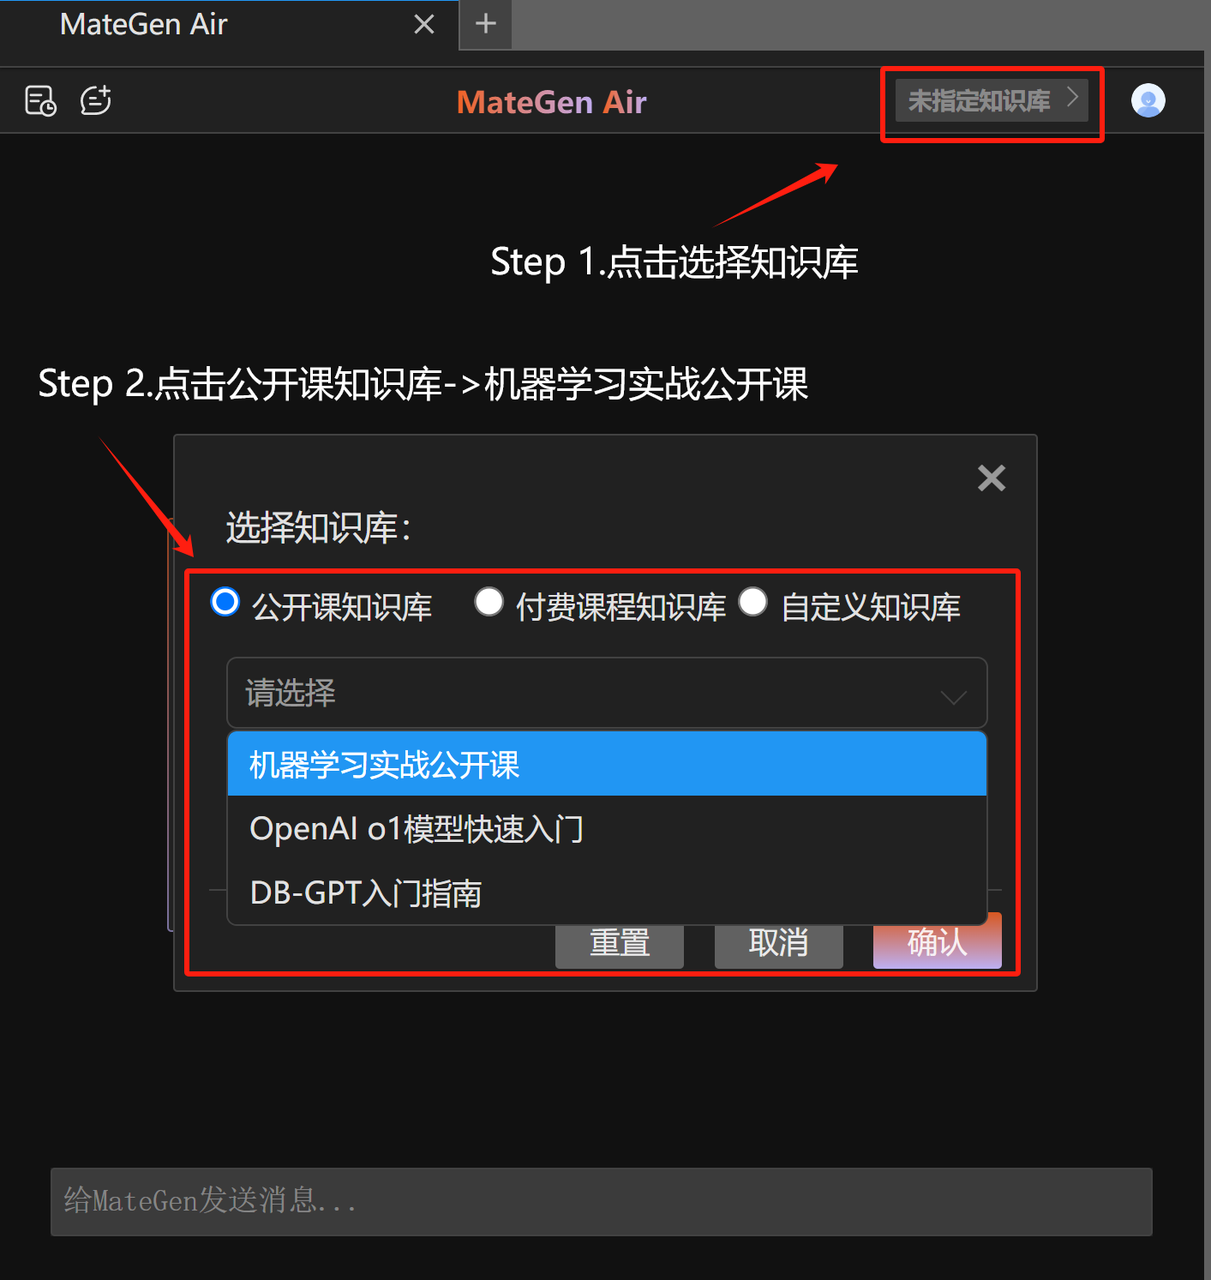 MateGen Air
MateGen Air
未指定知识库
Step 1.点击选择知识库
Step 2.点击公开课知识库->机器学习实战公开课
选择知识库：
公开课知识库 付费课程知识库 自定义知识库
请选择
机器学习实战公开课
OpenAI o1模型快速入门
DB-GPT入门指南
重置 取消 确认
给MateGen发送消息...